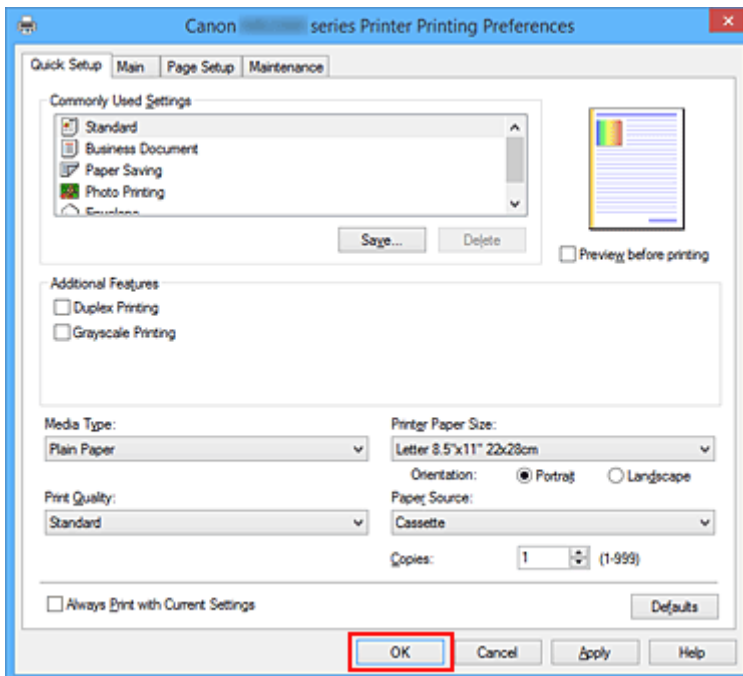 Canon series Printer Printing Preferences
Quick Setup Main Page Setup Maintenance
Commonly Used Settings
Standard
Business Document
Paper Saving
Photo Printing
Envelope
Save... Delete
Preview before printing
Additional Features
Duplex Printing
Grayscale Printing
Media Type:
Plain Paper
Printer Paper Size:
Letter 8.5"x11" 22x28cm
Orientation: Portrait Landscape
Print Quality:
Standard
Paper Source:
Cassette
Copies: 1 (1-999)
Always Print with Current Settings
Defaults
OK Cancel Apply Help